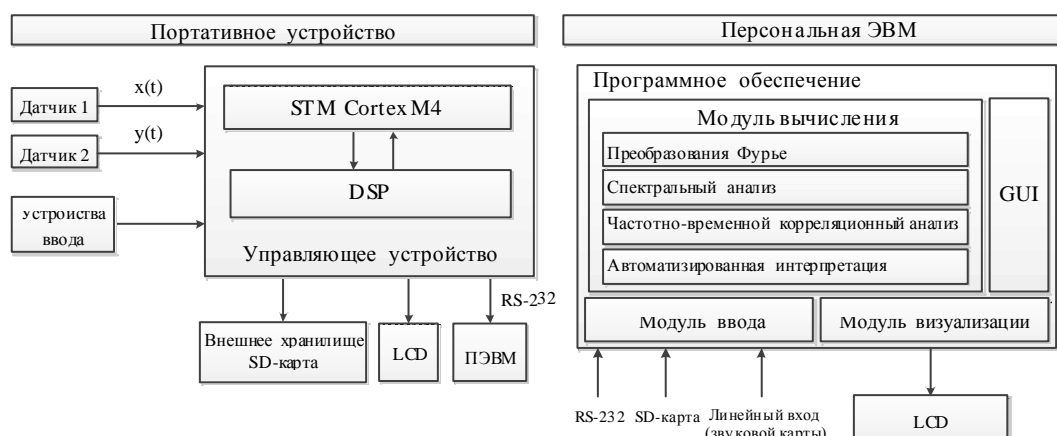 Портативное устройство
Датчик 1
x(t)
Датчик 2
y(t)
устройства
ввода
STM Cortex M4
DSP
Управляющее устройство
RS-232
Внешнее хранилище
SD-карта
LCD
ПЭВМ
Персональная ЭВМ
Программное обеспечение
Модуль вычисления
Преобразования Фурье
Спектральный анализ
Частотно-временной корреляционный анализ
Автоматизированная интерпретация
GUI
Модуль ввода
Модуль визуализации
RS-232
SD-карта
Линейный вход
(звуковой карты)
LCD